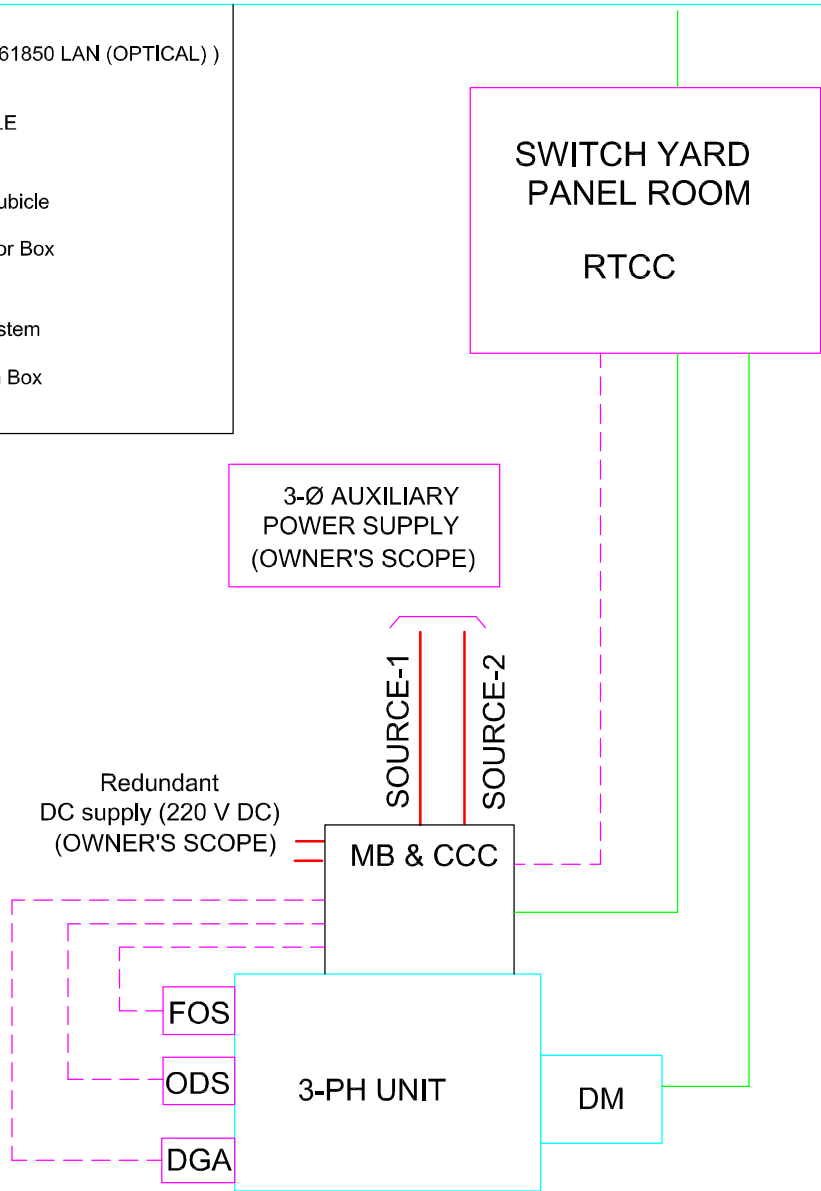 61850 LAN (OPTICAL) )
LE
ubicle
or Box
stem
Box
SWITCH YARD
PANEL ROOM
RTCC
3-Ø AUXILIARY
POWER SUPPLY
(OWNER'S SCOPE)
SOURCE-1
SOURCE-2
Redundant
DC supply (220 V DC)
(OWNER'S SCOPE)
MB & CCC
FOS
ODS
DGA
3-PH UNIT
DM